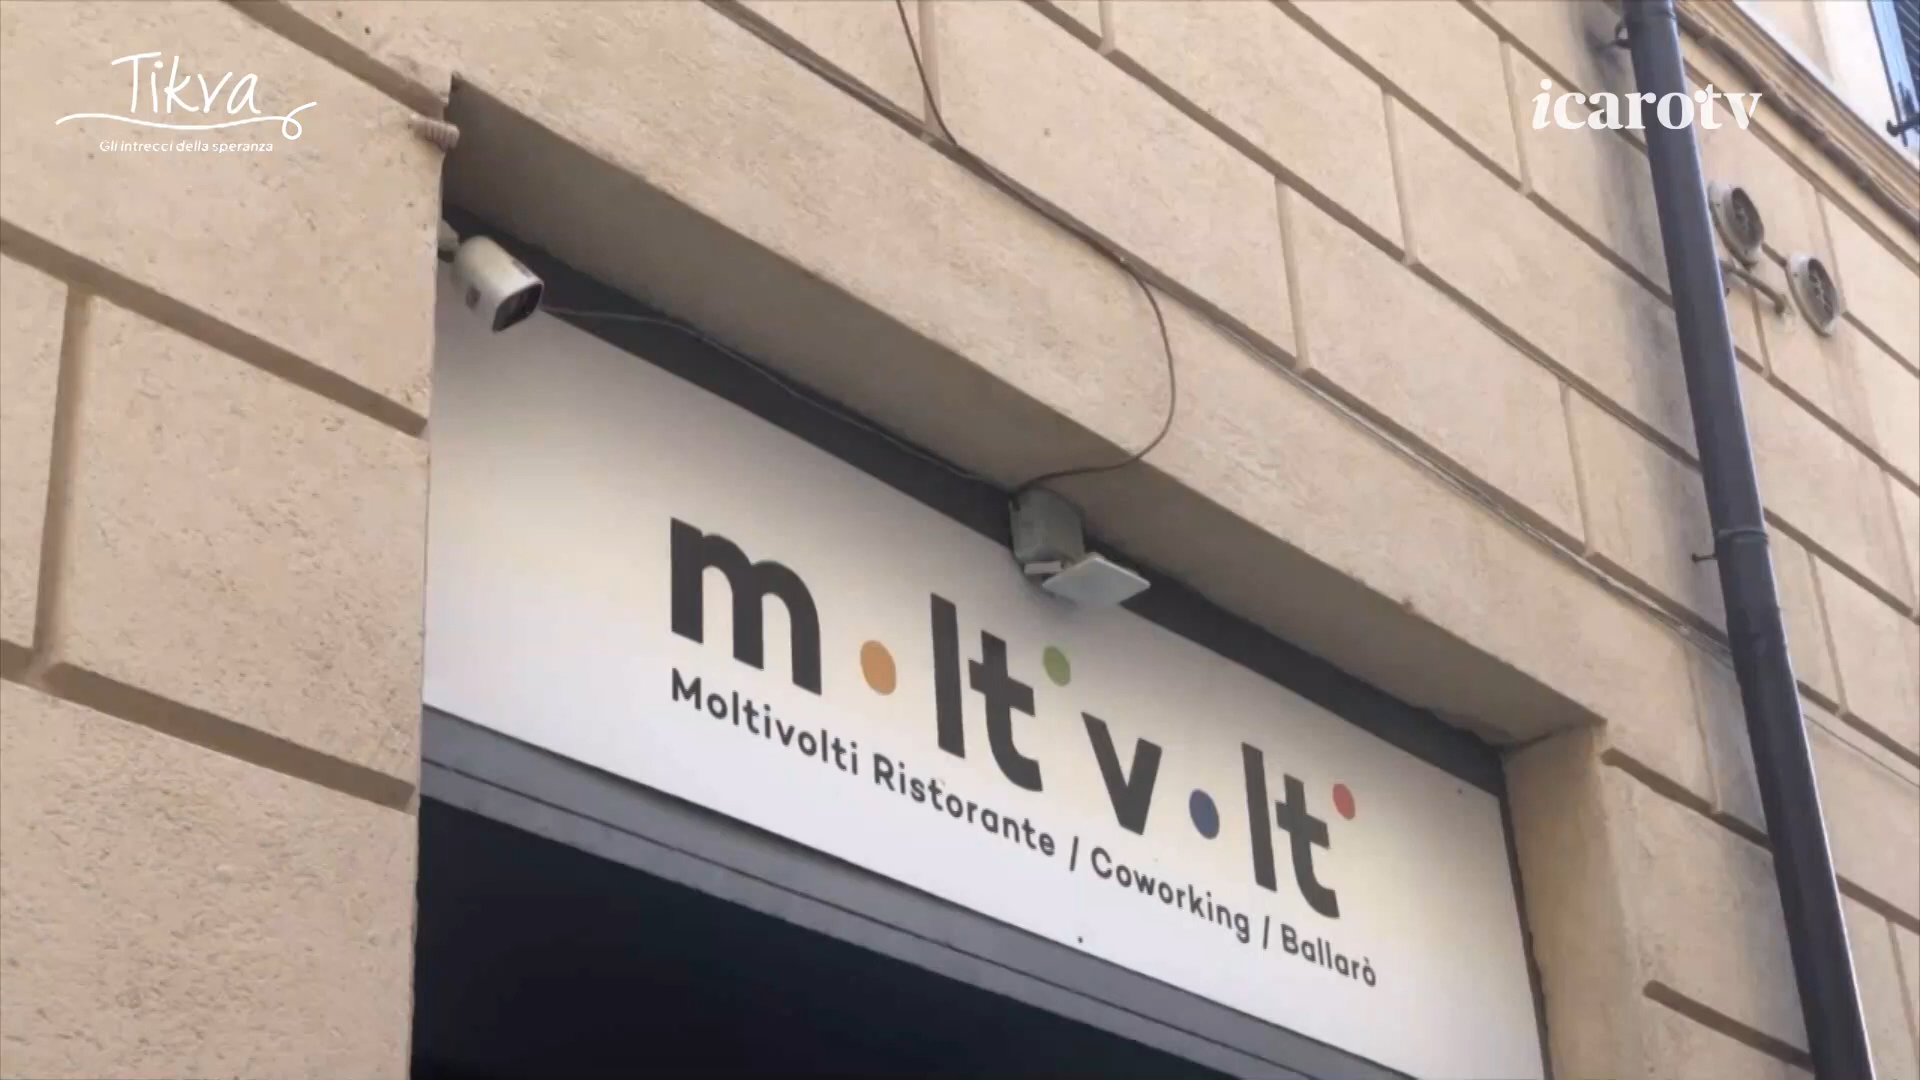 Tikva
Gli intrecci della speranza
icarotv
m•lt• v•lt•
Moltivolti Ristorante / Coworking / Ballarò